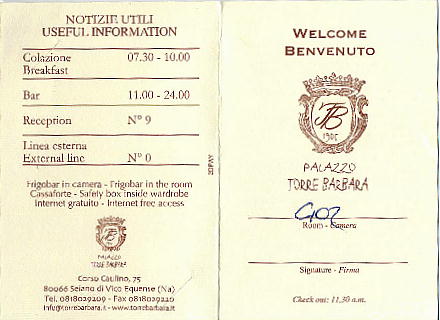 NOTIZIE UTILI
USEFUL INFORMATION
Colazione 07.30 - 10.00
Breakfast
Bar 11.00 - 24.00
Reception N° 9
Linea esterna
External line N° 0
Frigobar in camera - Frigobar in the room
Cassaforte - Safety box inside wardrobe
Internet gratuito - Internet free access
PALAZZO
TORRE BARBARA
Corso Caulino, 75
80066 Seiano di Vico Equense (Na)
Tel. 0818029209 - Fax 0818029220
info@torrebarbara.it - www.torrebarbara.it
WELCOME
BENVENUTO
TB
PALAZZO
TORRE BARBARA
Room - Camera
Signature - Firma
Check out: 11,30 a.m.